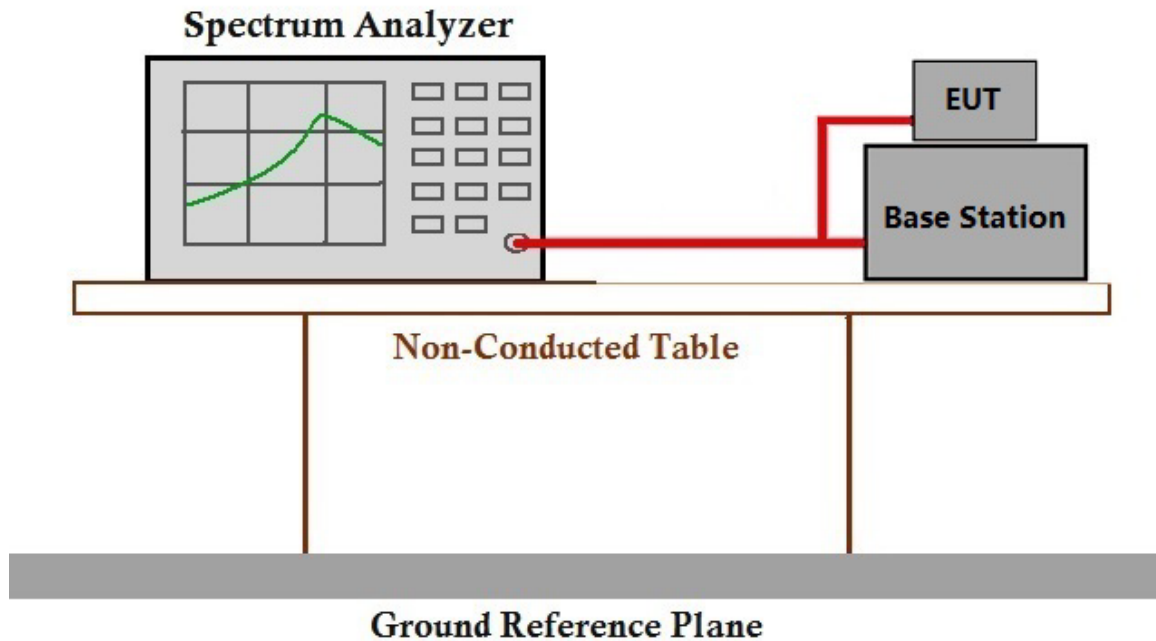 Spectrum Analyzer
EUT
Base Station
Non-Conducted Table
Ground Reference Plane